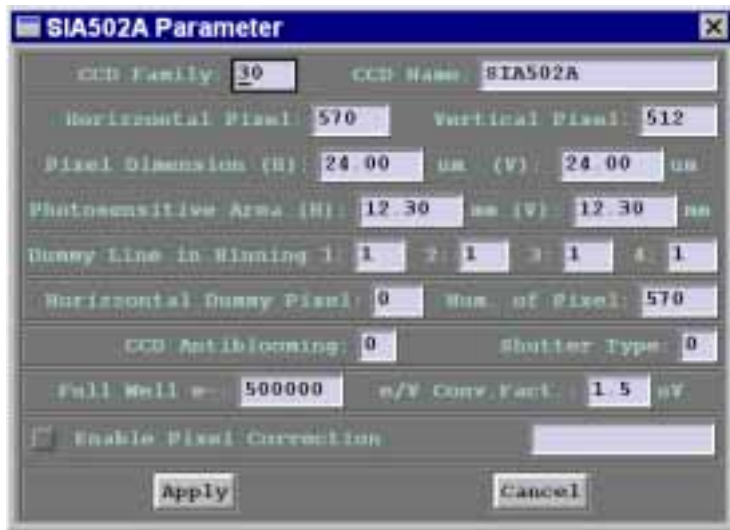 SIA502A Parameter
CCD Family: 30 CCD Name: SIA502A
Horizzontal Pixel: 570 Vertical Pixel: 512
Pixel Dimension (H): 24.00 um (V): 24.00 um
Photosensitive Area (H): 12.30 mm (V): 12.30 mm
Dummy Line in Binning 1: 1 2: 1 3: 1 4: 1
Horizzontal Dummy Pixel: 0 Num. of Pixel: 570
CCD Antiblooming: 0 Shutter Type: 0
Full Well e-: 500000 e/V Conv.Fact.: 1.5 uV
Enable Pixel Correction
Apply Cancel